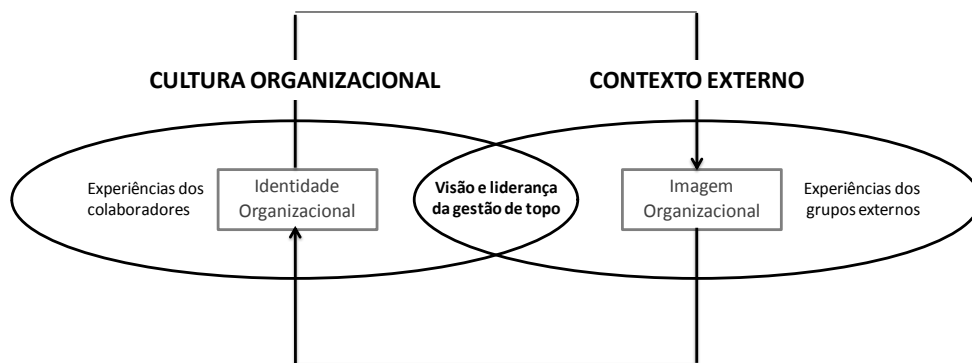 CULTURA ORGANIZACIONAL
CONTEXTO EXTERNO
Experiências dos
colaboradores
Identidade
Organizacional
Visão e liderança
da gestão de topo
Imagem
Organizacional
Experiências dos
grupos externos